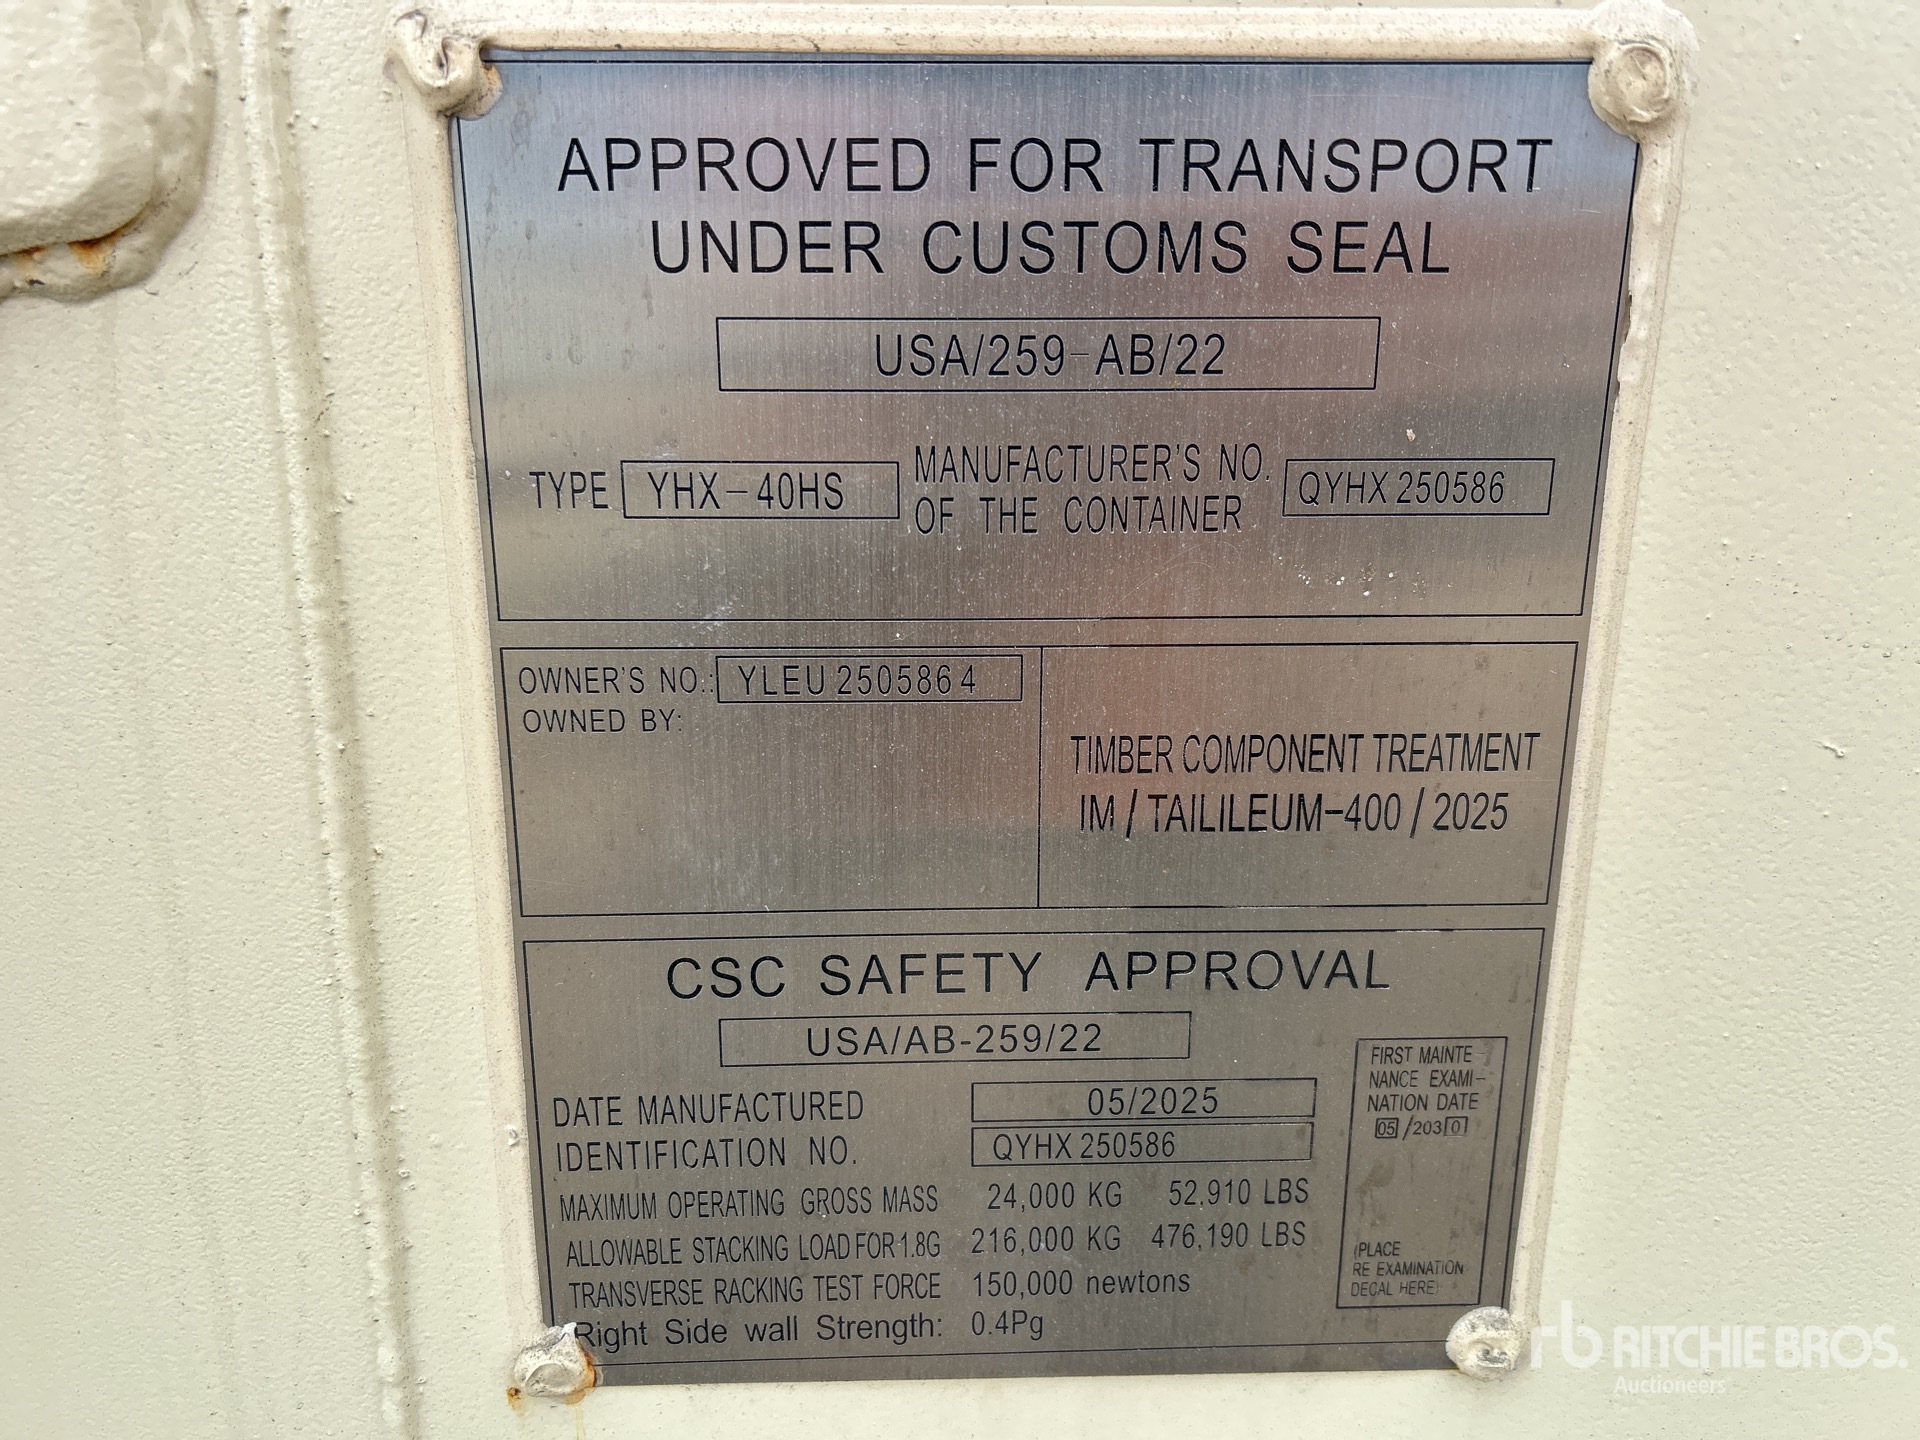 APPROVED FOR TRANSPORT
UNDER CUSTOMS SEAL
USA/259-AB/22
TYPE YHX-40HS MANUFACTURER'S NO. OF THE CONTAINER QYHX 250586
OWNER'S NO.: YLEU 250586 4
OWNED BY:
TIMBER COMPONENT TREATMENT
IM / TAILILEUM-400 / 2025
CSC SAFETY APPROVAL
USA/AB-259/22
DATE MANUFACTURED 05/2025
IDENTIFICATION NO. QYHX 250586
MAXIMUM OPERATING GROSS MASS 24,000 KG 52,910 LBS
ALLOWABLE STACKING LOAD FOR 1.8G 216,000 KG 476,190 LBS
TRANSVERSE RACKING TEST FORCE 150,000 newtons
Right Side wall Strength: 0.4Pg
FIRST MAINTE-
NANCE EXAMI-
NATION DATE
05/2030
(PLACE
RE EXAMINATION
DECAL HERE)
rb RITCHIE BROS.
Auctioneers